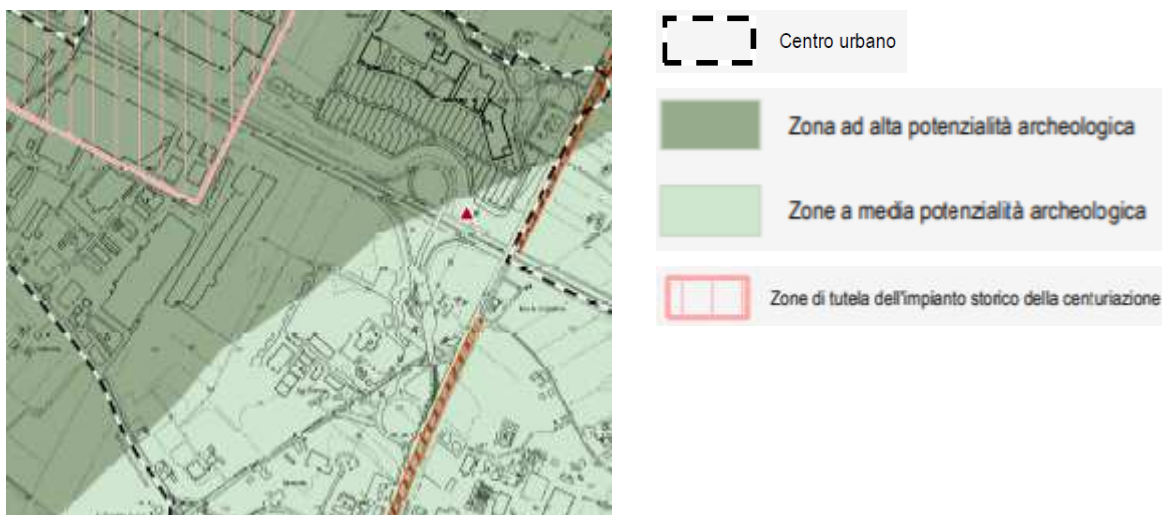 Centro urbano
Zona ad alta potenzialità archeologica
Zone a media potenzialità archeologica
Zone di tutela dell'impianto storico della centuriazione